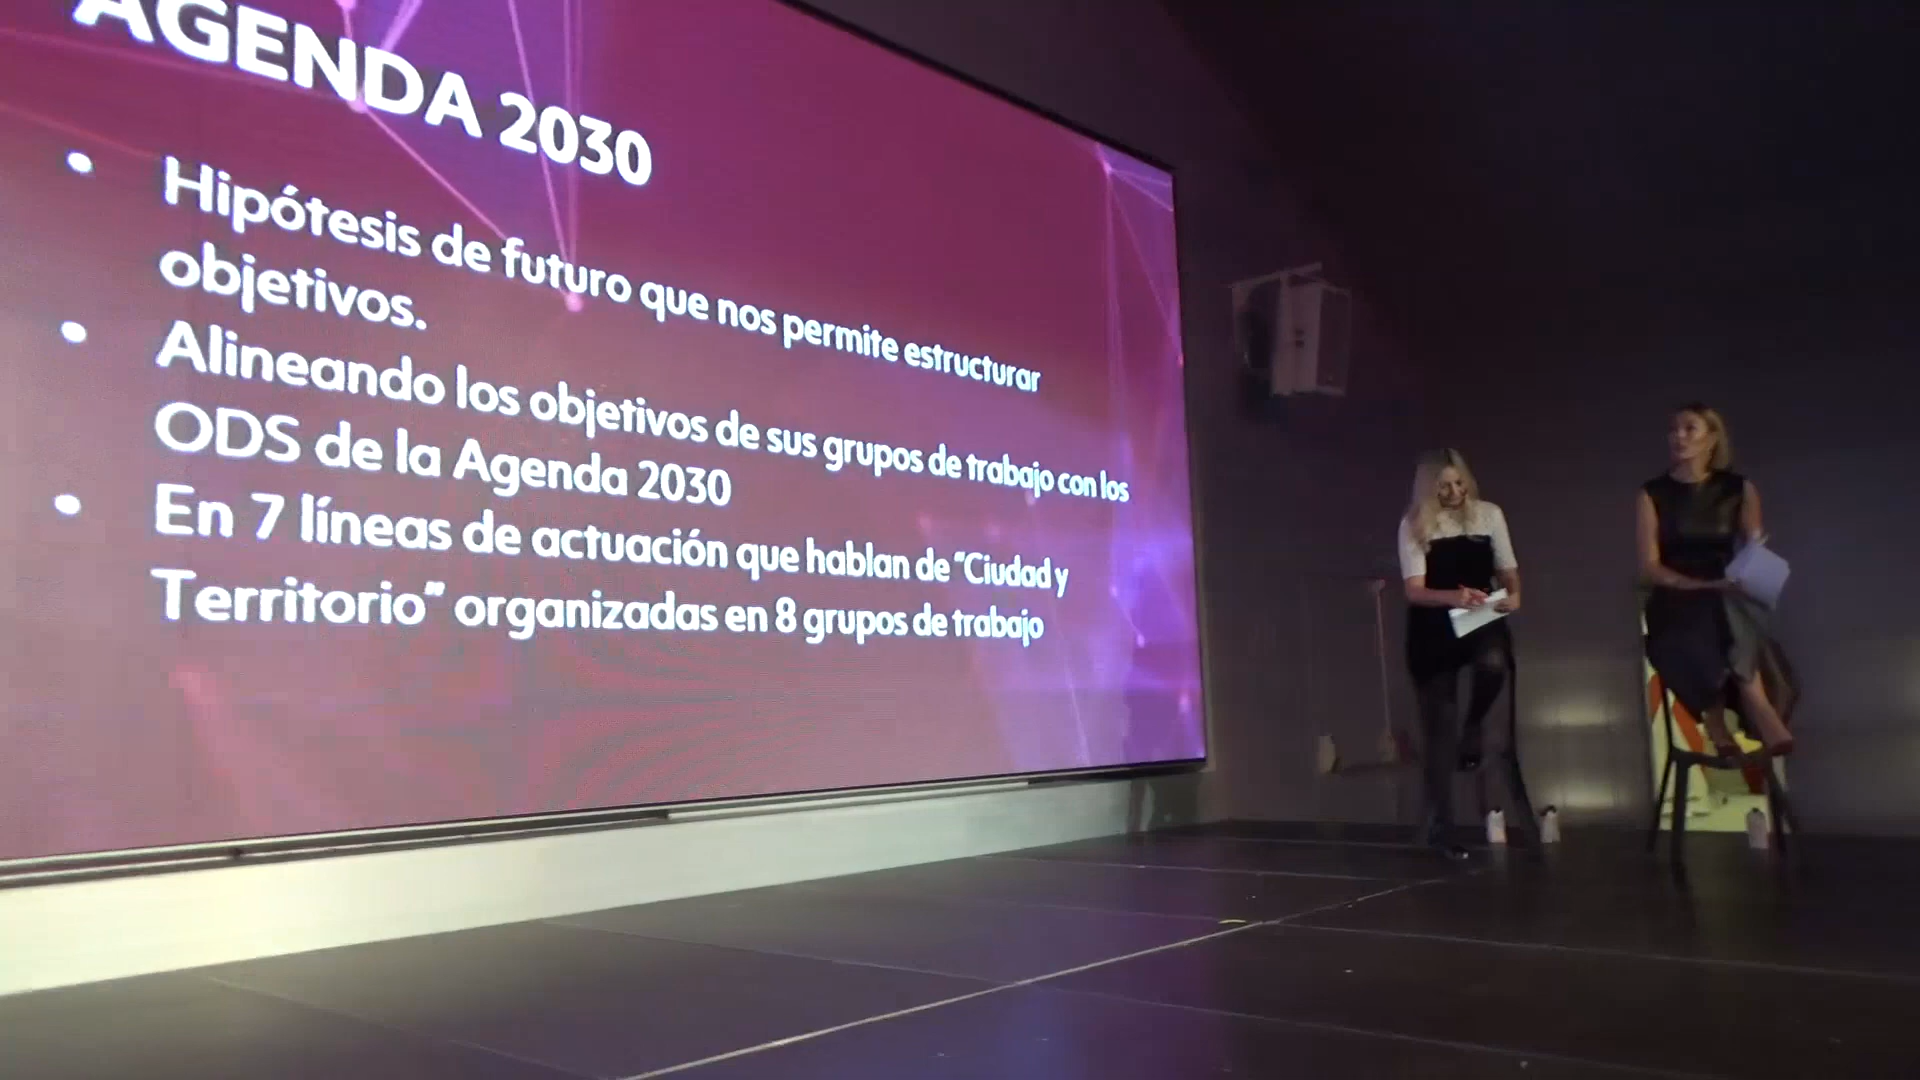 AGENDA 2030
• Hipótesis de futuro que nos permite estructurar
objetivos.
• Alineando los objetivos de sus grupos de trabajo con los
ODS de la Agenda 2030
• En 7 líneas de actuación que hablan de “Ciudad y
Territorio” organizadas en 8 grupos de trabajo